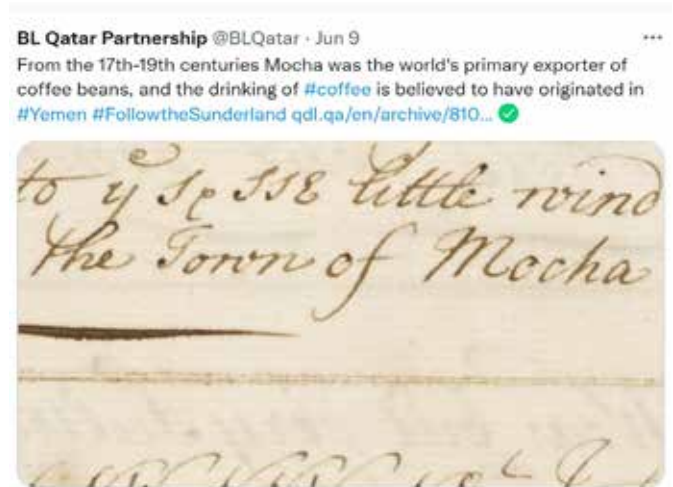 BL Qatar Partnership @BLQatar · Jun 9
From the 17th-19th centuries Mocha was the world's primary exporter of
coffee beans, and the drinking of #coffee is believed to have originated in
#Yemen #FollowtheSunderland qdl.qa/en/archive/810...
to y SSE little wind
the Town of Mocha